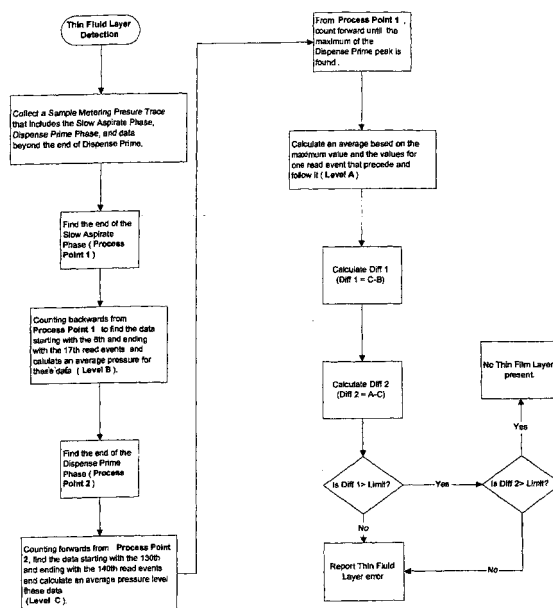 Thin Fluid Layer
Detection
Collect a Sample Metering Presure Trace
that Includes the Slow Aspirate Phase,
Dispense Prime Phase, and data
beyond the end of Dispense Prime.
Find the end of the
Slow Aspirate
Phase ( Process
Point 1 )
Counting backwards from
Process Point 1 to find the data
starting with the 8th and ending
with the 17th read events and
calulate an average pressure for
these data ( Level B ).
Find the end of the
Dispense Prime
Phase (Process
Point 2 )
Counting forwards from Process Point
2, find the data starting with the 130th
and ending with the 140th read events
and calculate an average pressure level
these data
(Level C ).
From Process Point 1 ,
count forward until the
maximum of the
Dispense Prime peak is
found .
Calculate an average based on the
maximum value and the values for
one read event that precede and
follow it ( Level A )
Calculate Diff 1
(Diff 1 = C-B)
Calculate Diff 2
(Diff 2 = A-C)
Is Diff 1> Limit?
Yes
Is Diff 2> Limit?
Yes
No Thin Film Layer
present.
No
No
Report Thin Fluid
Layer error